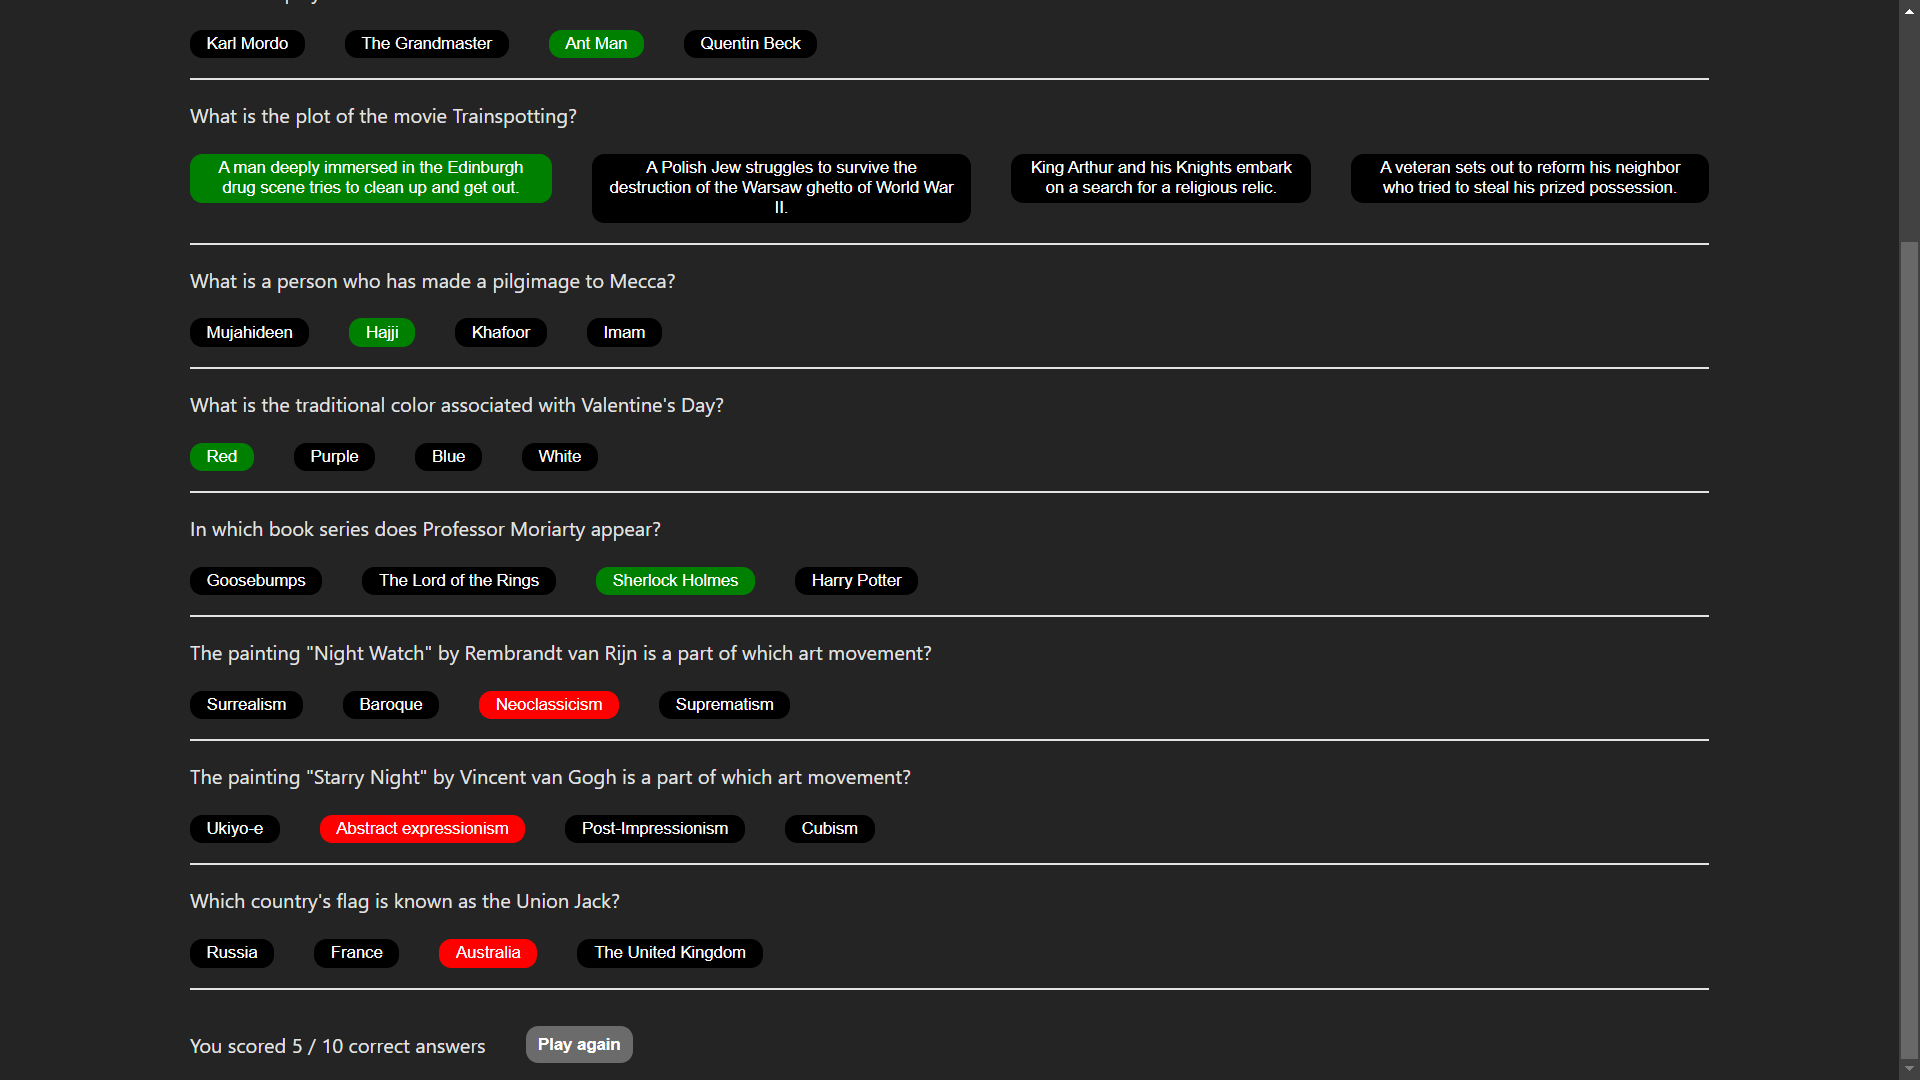 Karl Mordo The Grandmaster Ant Man Quentin Beck
What is the plot of the movie Trainspotting?
A man deeply immersed in the Edinburgh
drug scene tries to clean up and get out.
A Polish Jew struggles to survive the
destruction of the Warsaw ghetto of World War
II.
King Arthur and his Knights embark
on a search for a religious relic.
A veteran sets out to reform his neighbor
who tried to steal his prized possession.
What is a person who has made a pilgimage to Mecca?
Mujahideen Hajji Khafoor Imam
What is the traditional color associated with Valentine's Day?
Red Purple Blue White
In which book series does Professor Moriarty appear?
Goosebumps The Lord of the Rings Sherlock Holmes Harry Potter
The painting "Night Watch" by Rembrandt van Rijn is a part of which art movement?
Surrealism Baroque Neoclassicism Suprematism
The painting "Starry Night" by Vincent van Gogh is a part of which art movement?
Ukiyo-e Abstract expressionism Post-Impressionism Cubism
Which country's flag is known as the Union Jack?
Russia France Australia The United Kingdom
You scored 5 / 10 correct answers Play again